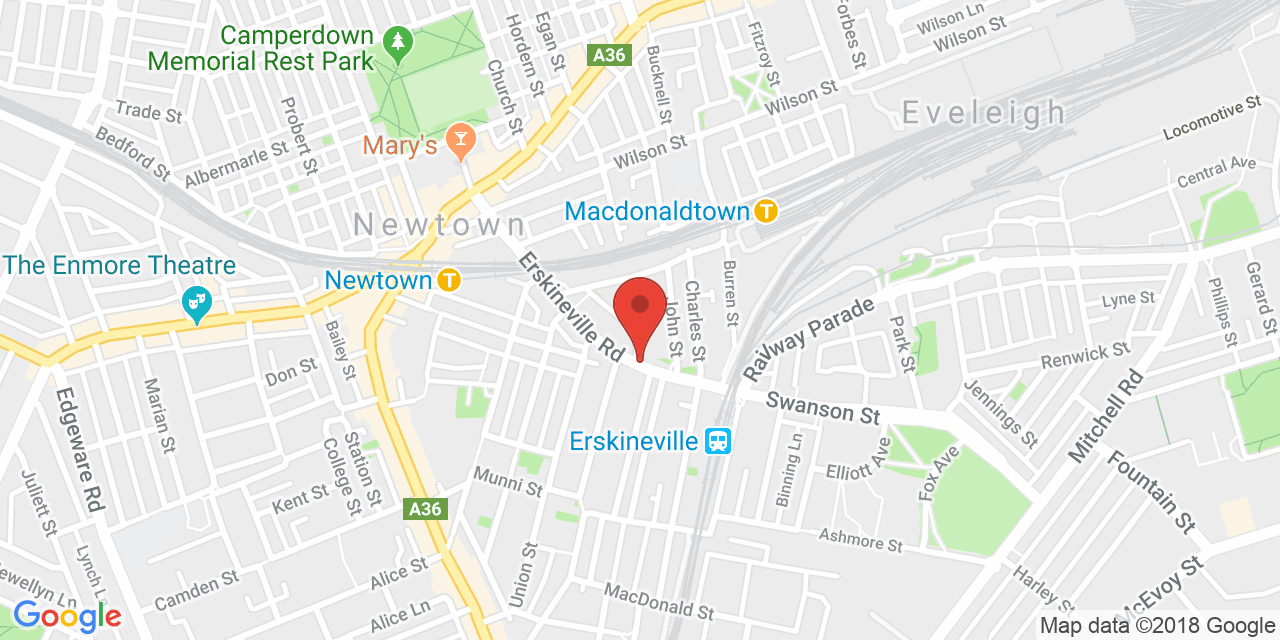 Camperdown
Memorial Rest Park
Trade St
Bedford St
Probert St
Albermarle St
Church St
Hordern St
Egan St
A36
Bucknell St
Fitzroy St
Forbes St
Wilson Ln
Wilson St
Wilson St
Wilson St
Eveleigh
Locomotive St
Central Ave
Mary's
Newtown
Macdonaldtown
The Enmore Theatre
Newtown
Erskineville Rd
John St
Charles St
Burren St
Railway Parade
Park St
Lyne St
Renwick St
Phillips St
Gerard St
Bailey St
Don St
Marian St
Edgeware Rd
Station St
College St
Kent St
Juliett St
Lynch L
A36
Munni St
Erskineville
Swanson St
Jennings St
Mitchell Rd
Binning Ln
Elliott Ave
Fox Ave
Fountain St
Ashmore St
Harley St
McEvoy St
Camden St
Alice St
Alice Ln
Union St
MacDonald St
ewellyn Ln
Google
Map data ©2018 Google